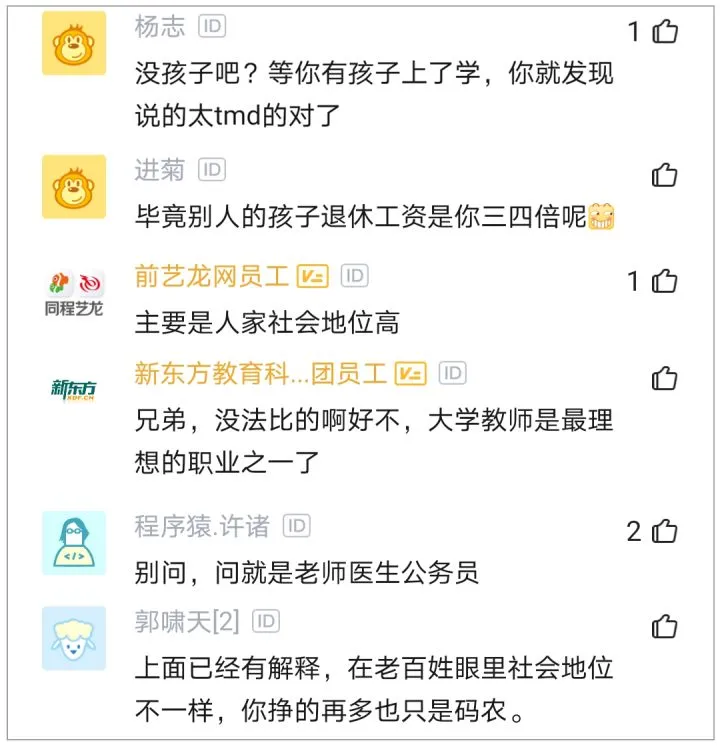 杨志 ID
1
没孩子吧？等你有孩子上了学，你就发现
说的太tmd的对了
进菊 ID
毕竟别人的孩子退休工资是你三四倍呢
前艺龙网员工 V= ID
1
同程艺龙
主要是人家社会地位高
新东方教育科...团员工 V= ID
新东方
KOF.CN
兄弟，没法比的啊好不，大学教师是最理
想的职业之一了
程序猿.许诸 ID
2
</>
别问，问就是老师医生公务员
郭啸天[2] ID
上面已经有解释，在老百姓眼里社会地位
不一样，你挣的再多也只是码农。